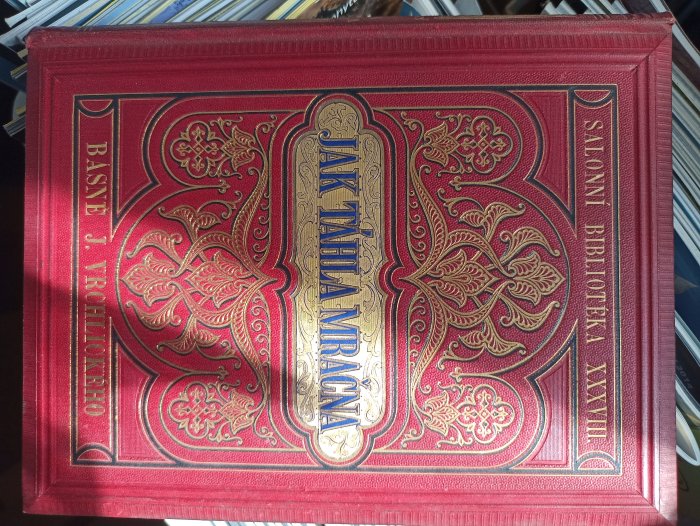 SALONNÍ BIBLIOTÉKA XXXVIII.
JAK TÁHLA MRAČNA
BÁSNĚ J. VRCHLICKÉHO.